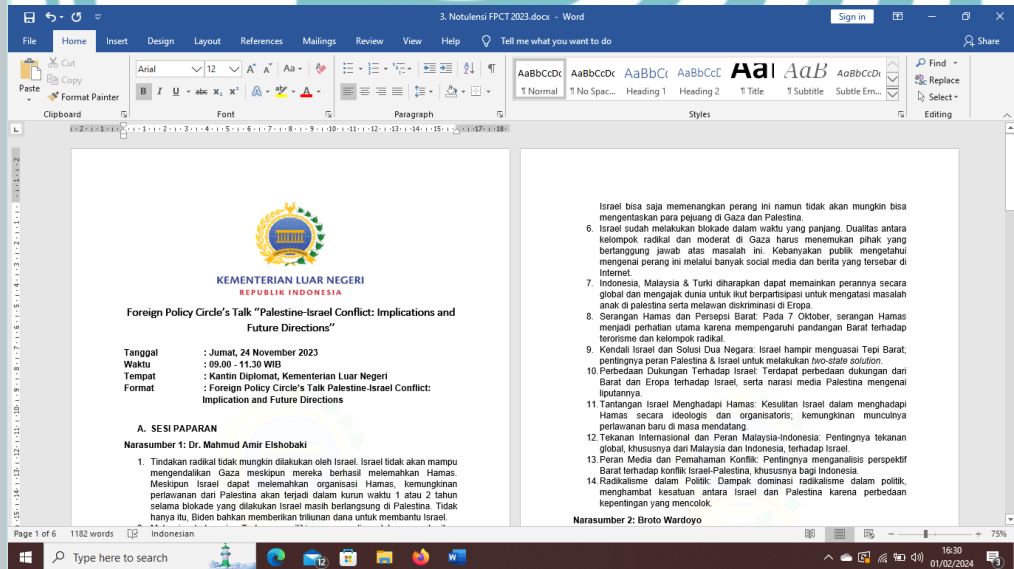 3. Notulensi FPCT 2023.docx - Word
Sign in
File Home Insert Design Layout References Mailings Review View Help Tell me what you want to do Share
Paste
Cut
Copy
Format Painter
Clipboard
Arial 12
Font
Paragraph
AaBbCcDc AaBbCcDc AaBbCc AaBbCcD AaB AaBbCcDc
¶ Normal ¶ No Spac... Heading 1 Heading 2 ¶ Title ¶ Subtitle Subtle Em...
Styles
Find
Replace
Select
Editing
KEMENTERIAN LUAR NEGERI
REPUBLIK INDONESIA
Foreign Policy Circle's Talk "Palestine-Israel Conflict: Implications and
Future Directions"
Tanggal : Jumat, 24 November 2023
Waktu : 09.00 - 11.30 WIB
Tempat : Kantin Diplomat, Kementerian Luar Negeri
Format : Foreign Policy Circle's Talk Palestine-Israel Conflict:
Implication and Future Directions
A. SESI PAPARAN
Narasumber 1: Dr. Mahmud Amir Elshobaki
1. Tindakan radikal tidak mungkin dilakukan oleh Israel. Israel tidak akan mampu
mengendalikan Gaza meskipun mereka berhasil melemahkan Hamas.
Meskipun Israel dapat melemahkan organisasi Hamas, kemungkinan
perlawanan dari Palestina akan terjadi dalam kurun waktu 1 atau 2 tahun
selama blokade yang dilakukan Israel masih berlangsung di Palestina. Tidak
hanya itu, Biden bahkan memberikan triliunan dana untuk membantu Israel.
Israel bisa saja memenangkan perang ini namun tidak akan mungkin bisa
mengentaskan para pejuang di Gaza dan Palestina.
6. Israel sudah melakukan blokade dalam waktu yang panjang. Dualitas antara
kelompok radikal dan moderat di Gaza harus menemukan pihak yang
bertanggung jawab atas masalah ini. Kebanyakan publik mengetahui
mengenai perang ini melalui banyak social media dan berita yang tersebar di
Internet.
7. Indonesia, Malaysia & Turki diharapkan dapat memainkan perannya secara
global dan mengajak dunia untuk ikut berpartisipasi untuk mengatasi masalah
anak di palestina serta melawan diskriminasi di Eropa.
8. Serangan Hamas dan Persepsi Barat: Pada 7 Oktober, serangan Hamas
menjadi perhatian utama karena mempengaruhi pandangan Barat terhadap
terorisme dan kelompok radikal.
9. Kendali Israel dan Solusi Dua Negara: Israel hampir menguasai Tepi Barat;
pentingnya peran Palestina & Israel untuk melakukan two-state solution.
10. Perbedaan Dukungan Terhadap Israel: Terdapat perbedaan dukungan dari
Barat dan Eropa terhadap Israel, serta narasi media Palestina mengenai
liputannya.
11. Tantangan Israel Menghadapi Hamas: Kesulitan Israel dalam menghadapi
Hamas secara ideologis dan organisatoris; kemungkinan munculnya
perlawanan baru di masa mendatang.
12. Tekanan Internasional dan Peran Malaysia-Indonesia: Pentingnya tekanan
global, khususnya dari Malaysia dan Indonesia, terhadap Israel.
13. Peran Media dan Pemahaman Konflik: Pentingnya menganalisis perspektif
Barat terhadap konflik Israel-Palestina, khususnya bagi Indonesia.
14. Radikalisme dalam Politik: Dampak dominasi radikalisme dalam politik,
menghambat kesatuan antara Israel dan Palestina karena perbedaan
kepentingan yang mencolok.
Narasumber 2: Broto Wardoyo
Page 1 of 6 1182 words Indonesian 75%
Type here to search
12
16:30
01/02/2024
3